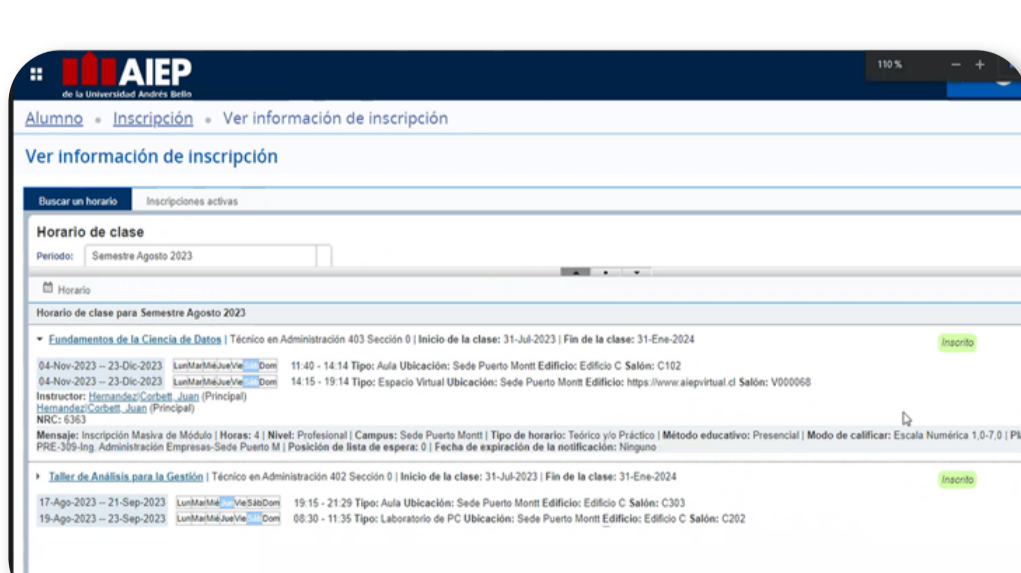 AIEP
de la Universidad Andrés Bello
110 %
Alumno • Inscripción • Ver información de inscripción
Ver información de inscripción
Buscar un horario Inscripciones activas
Horario de clase
Periodo: Semestre Agosto 2023
Horario
Horario de clase para Semestre Agosto 2023
Fundamentos de la Ciencia de Datos | Técnico en Administración 403 Sección 0 | Inicio de la clase: 31-Jul-2023 | Fin de la clase: 31-Ene-2024 Inscrito
04-Nov-2023 -- 23-Dic-2023 LunMarMiéJueVieSábDom 11:40 - 14:14 Tipo: Aula Ubicación: Sede Puerto Montt Edificio: Edificio C Salón: C102
04-Nov-2023 -- 23-Dic-2023 LunMarMiéJueVieSábDom 14:15 - 19:14 Tipo: Espacio Virtual Ubicación: Sede Puerto Montt Edificio: https://www.aiepvirtual.cl Salón: V000068
Instructor: Hernandez|Corbett, Juan (Principal)
Hernandez|Corbett, Juan (Principal)
NRC: 6363
Mensaje: Inscripción Masiva de Módulo | Horas: 4 | Nivel: Profesional | Campus: Sede Puerto Montt | Tipo de horario: Teórico y/o Práctico | Método educativo: Presencial | Modo de calificar: Escala Numérica 1,0-7,0 | Pl
PRE-309-Ing. Administración Empresas-Sede Puerto M | Posición de lista de espera: 0 | Fecha de expiración de la notificación: Ninguno
Taller de Análisis para la Gestión | Técnico en Administración 402 Sección 0 | Inicio de la clase: 31-Jul-2023 | Fin de la clase: 31-Ene-2024 Inscrito
17-Ago-2023 -- 21-Sep-2023 LunMarMiéJueVieSábDom 19:15 - 21:29 Tipo: Aula Ubicación: Sede Puerto Montt Edificio: Edificio C Salón: C303
19-Ago-2023 -- 23-Sep-2023 LunMarMiéJueVieSábDom 08:30 - 11:35 Tipo: Laboratorio de PC Ubicación: Sede Puerto Montt Edificio: Edificio C Salón: C202